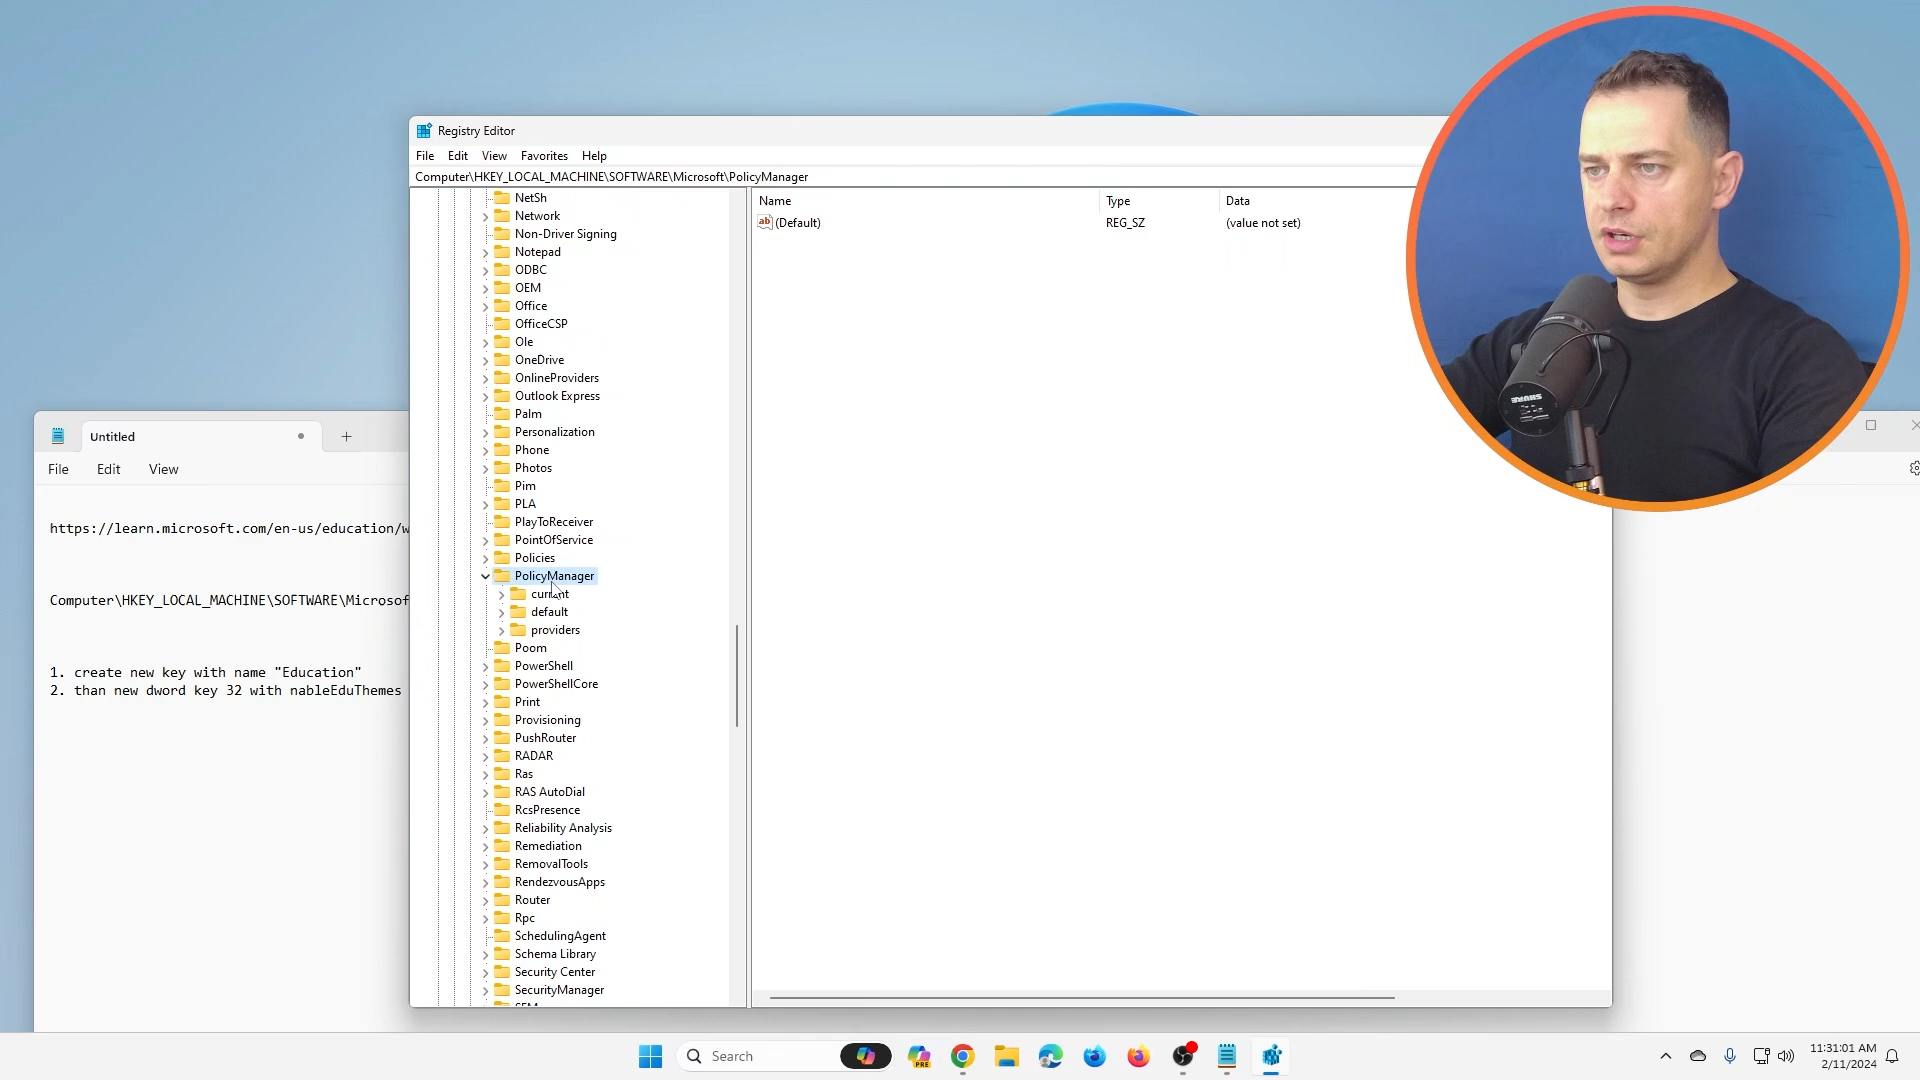 Registry Editor
File Edit View Favorites Help
Computer\HKEY_LOCAL_MACHINE\SOFTWARE\Microsoft\PolicyManager
Name Type Data
(Default) REG_SZ (value not set)
NetSh
Network
Non-Driver Signing
Notepad
ODBC
OEM
Office
OfficeCSP
Ole
OneDrive
OnlineProviders
Outlook Express
Palm
Personalization
Phone
Photos
Pim
PLA
PlayToReceiver
PointOfService
Policies
PolicyManager
current
default
providers
Poom
PowerShell
PowerShellCore
Print
Provisioning
PushRouter
RADAR
Ras
RAS AutoDial
RcsPresence
Reliability Analysis
Remediation
RemovalTools
RendezvousApps
Router
Rpc
SchedulingAgent
Schema Library
Security Center
SecurityManager
Untitled
File Edit View
https://learn.microsoft.com/en-us/education/w
Computer\HKEY_LOCAL_MACHINE\SOFTWARE\Microsof
1. create new key with name "Education"
2. than new dword key 32 with nableEduThemes
SHURE
Search
PRE
11:31:01 AM
2/11/2024